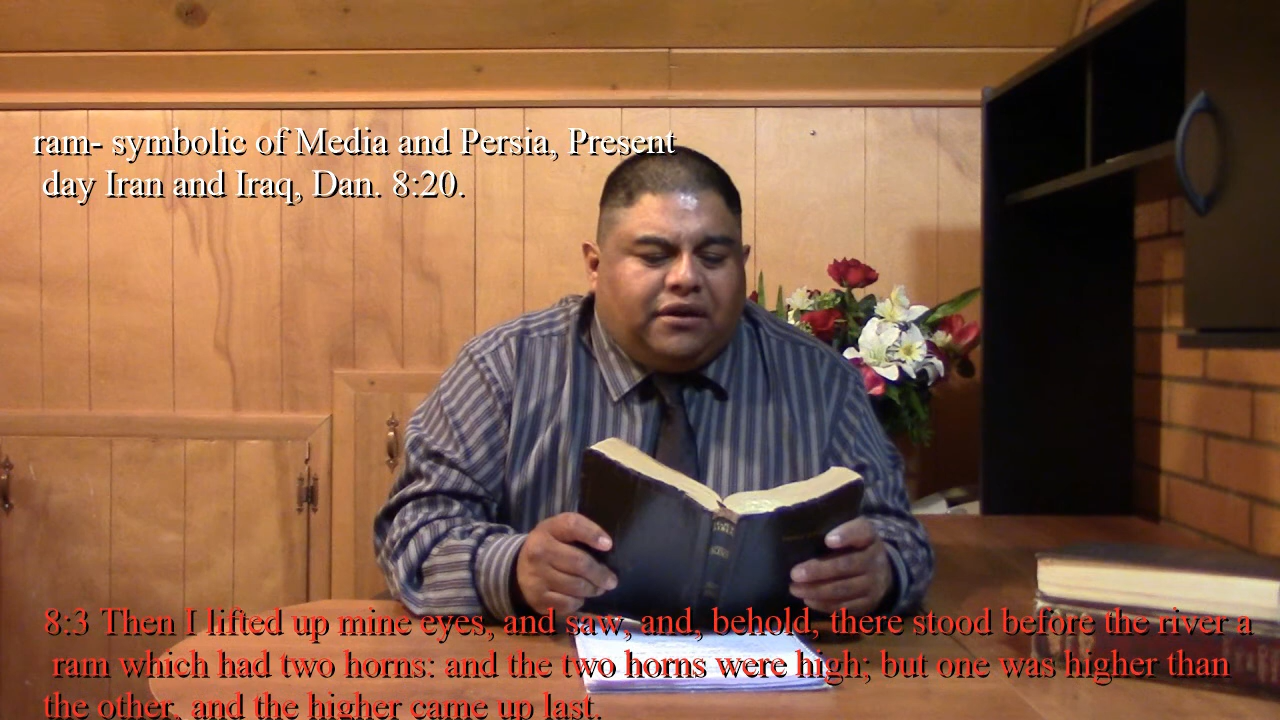 ram- symbolic of Media and Persia, Present
day Iran and Iraq, Dan. 8:20.
8:3 Then I lifted up mine eyes, and saw, and, behold, there stood before the river a
ram which had two horns: and the two horns were high; but one was higher than
the other, and the higher came up last.